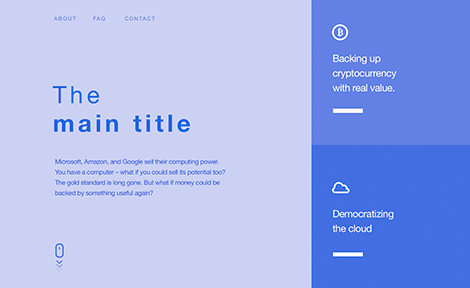 ABOUT FAQ CONTACT
The
main title
Microsoft, Amazon, and Google sell their computing power.
You have a computer – what if you could sell its potential too?
The gold standard is long gone. But what if money could be
backed by something useful again?
Backing up
cryptocurrency
with real value.
Democratizing
the cloud